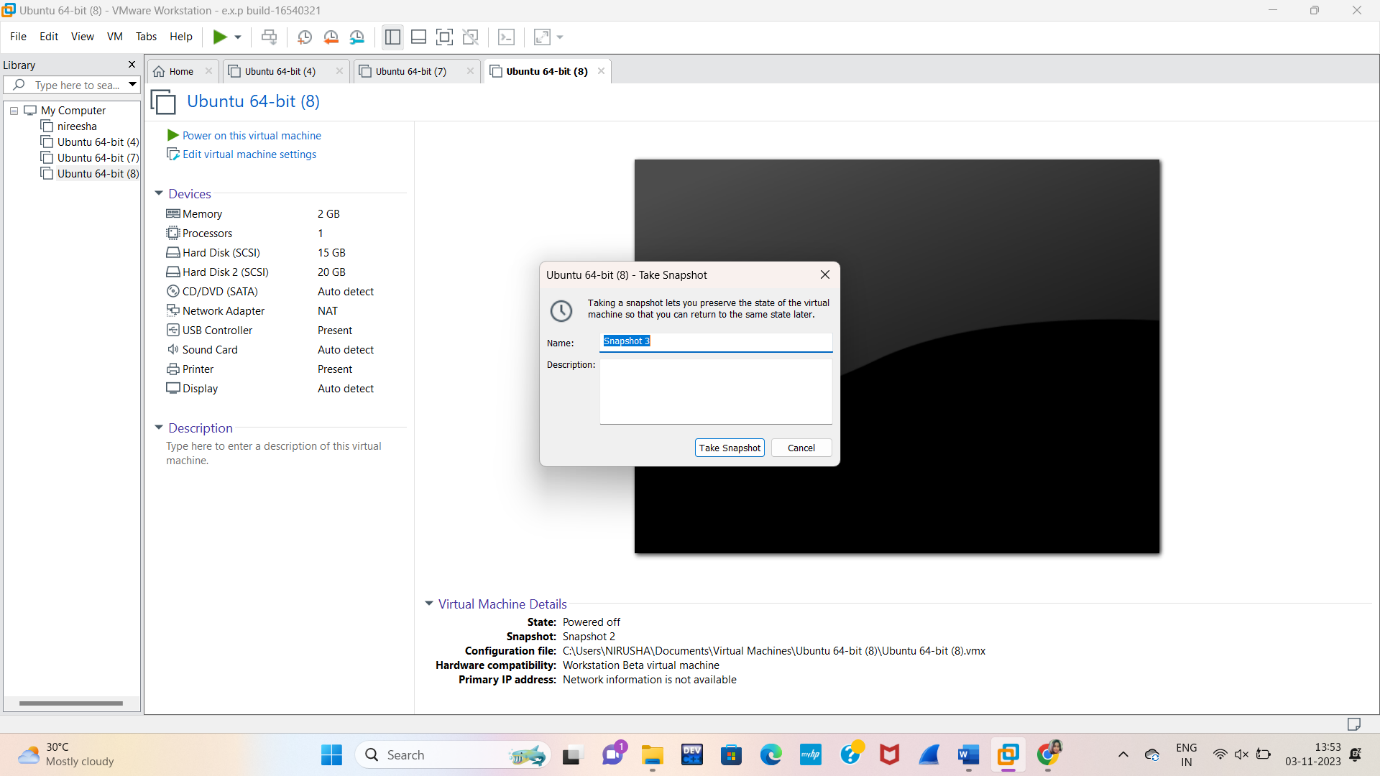 Ubuntu 64-bit (8) - VMware Workstation - e.x.p build-16540321
File Edit View VM Tabs Help
Library
Type here to sea...
My Computer
nireesha
Ubuntu 64-bit (4)
Ubuntu 64-bit (7)
Ubuntu 64-bit (8)
Home
Ubuntu 64-bit (4)
Ubuntu 64-bit (7)
Ubuntu 64-bit (8)
Ubuntu 64-bit (8)
Power on this virtual machine
Edit virtual machine settings
Devices
Memory 2 GB
Processors 1
Hard Disk (SCSI) 15 GB
Hard Disk 2 (SCSI) 20 GB
CD/DVD (SATA) Auto detect
Network Adapter NAT
USB Controller Present
Sound Card Auto detect
Printer Present
Display Auto detect
Description
Type here to enter a description of this virtual
machine.
Ubuntu 64-bit (8) - Take Snapshot
Taking a snapshot lets you preserve the state of the virtual
machine so that you can return to the same state later.
Name: Snapshot 3
Description:
Take Snapshot Cancel
Virtual Machine Details
State: Powered off
Snapshot: Snapshot 2
Configuration file: C:\Users\NIRUSHA\Documents\Virtual Machines\Ubuntu 64-bit (8)\Ubuntu 64-bit (8).vmx
Hardware compatibility: Workstation Beta virtual machine
Primary IP address: Network information is not available
30°C
Mostly cloudy
Search
1
DEV
myhp
W
ENG
IN
13:53
03-11-2023